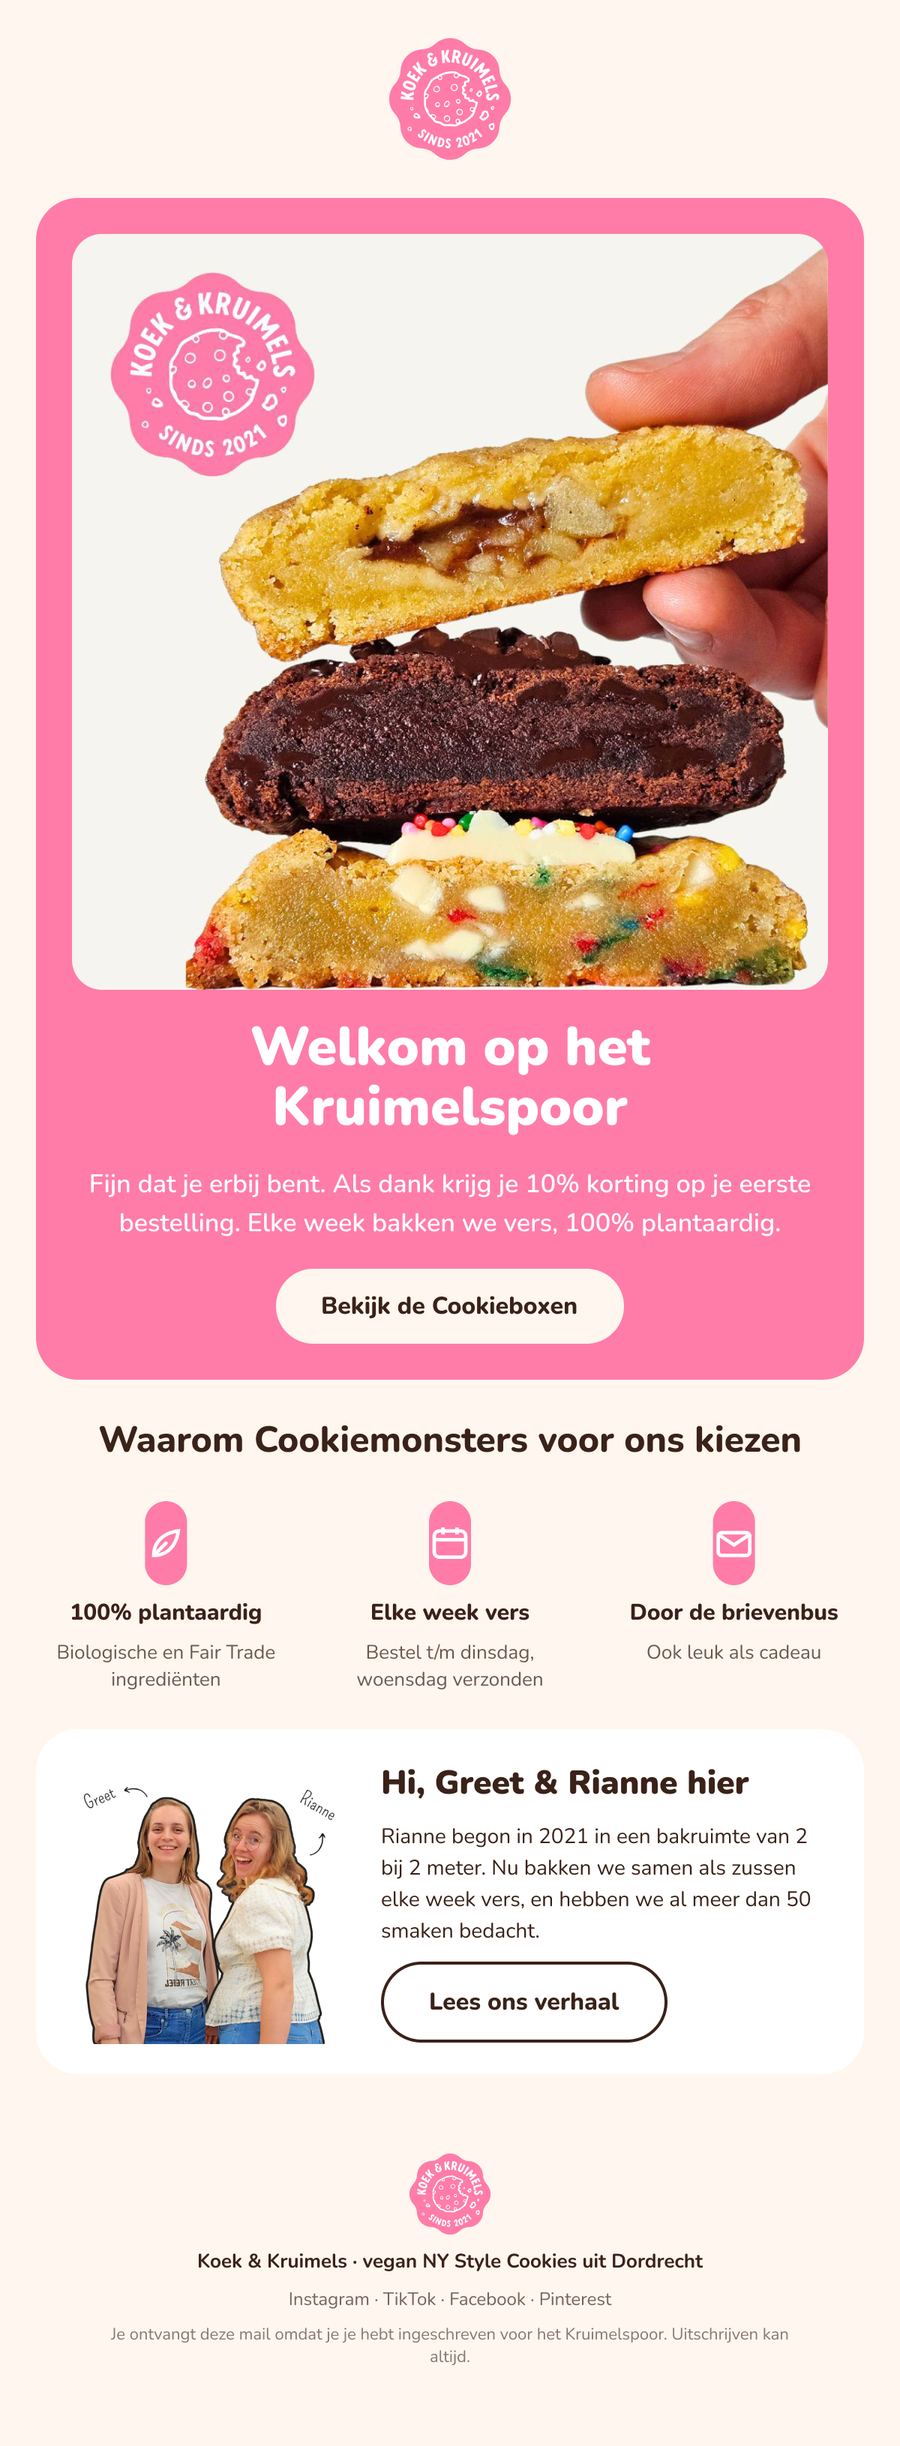 KOEK & KRUIMELS
SINDS 2021
KOEK & KRUIMELS
SINDS 2021
Welkom op het
Kruimelspoor
Fijn dat je erbij bent. Als dank krijg je 10% korting op je eerste
bestelling. Elke week bakken we vers, 100% plantaardig.
Bekijk de Cookieboxen
Waarom Cookiemonsters voor ons kiezen
100% plantaardig
Biologische en Fair Trade
ingrediënten
Elke week vers
Bestel t/m dinsdag,
woensdag verzonden
Door de brievenbus
Ook leuk als cadeau
Greet
Rianne
Hi, Greet & Rianne hier
Rianne begon in 2021 in een bakruimte van 2
bij 2 meter. Nu bakken we samen als zussen
elke week vers, en hebben we al meer dan 50
smaken bedacht.
Lees ons verhaal
KOEK & KRUIMELS
SINDS 2021
Koek & Kruimels · vegan NY Style Cookies uit Dordrecht
Instagram · TikTok · Facebook · Pinterest
Je ontvangt deze mail omdat je je hebt ingeschreven voor het Kruimelspoor. Uitschrijven kan
altijd.